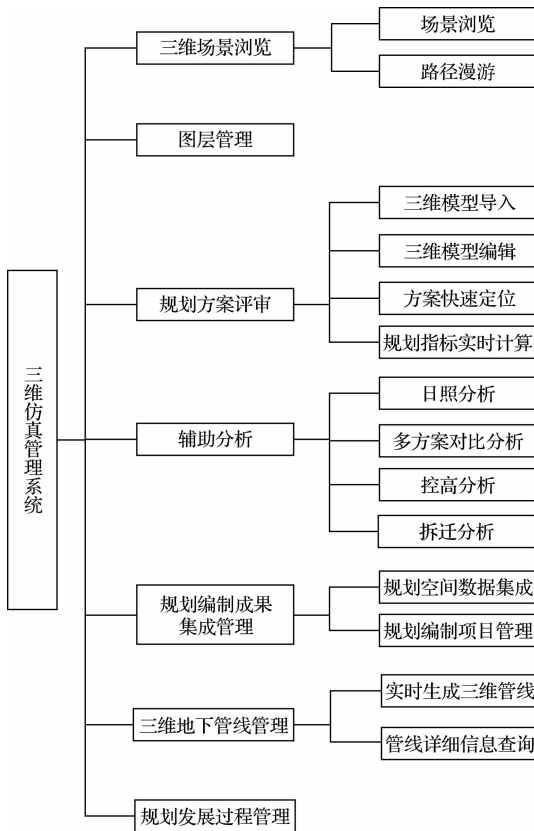 三维仿真管理系统
三维场景浏览
场景浏览
路径漫游
图层管理
规划方案评审
三维模型导入
三维模型编辑
方案快速定位
规划指标实时计算
辅助分析
日照分析
多方案对比分析
控高分析
拆迁分析
规划编制成果
集成管理
规划空间数据集成
规划编制项目管理
三维地下管线管理
实时生成三维管线
管线详细信息查询
规划发展过程管理